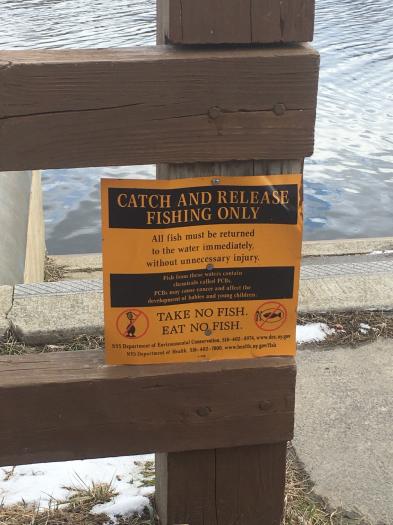 CATCH AND RELEASE
FISHING ONLY
All fish must be returned
to the water immediately,
without unnecessary injury.
Fish from these waters contain
chemicals called PCBs.
PCBs may cause cancer and affect the
development of babies and young children.
TAKE NO FISH.
EAT NO FISH.
NYS Department of Environmental Conservation, 518-402-8974, www.dec.ny.gov
NYS Department of Health, 518-402-7800, www.health.ny.gov/fish